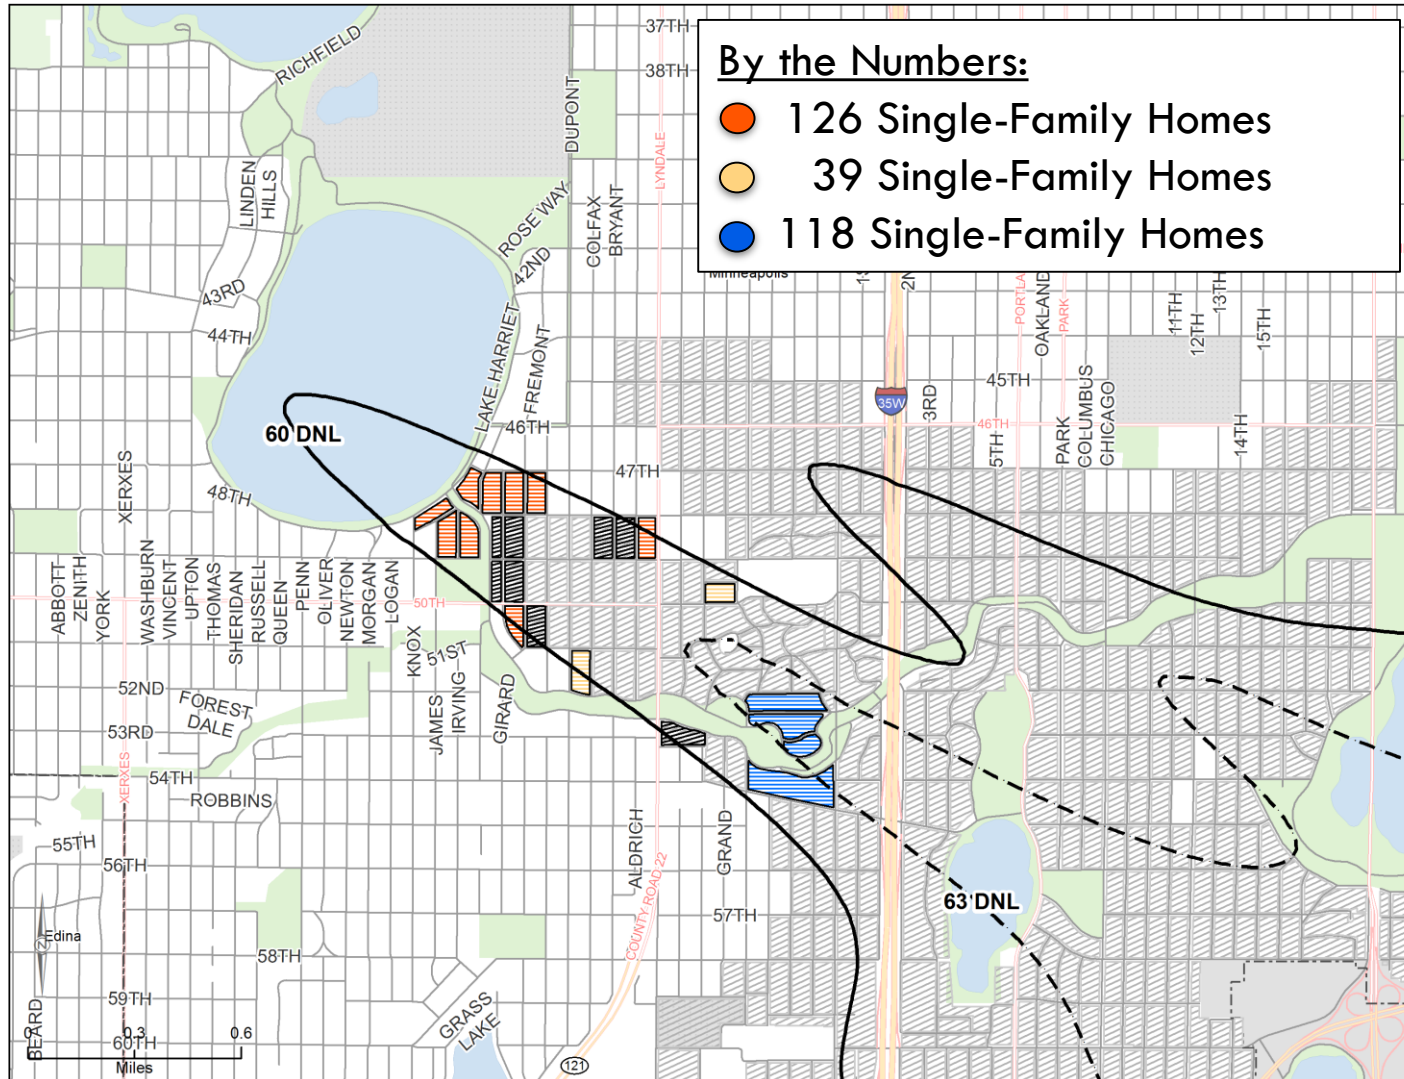 By the Numbers:
126 Single-Family Homes
39 Single-Family Homes
118 Single-Family Homes
37TH
38TH
RICHFIELD
DUPONT
LYNDALE
LINDEN
HILLS
ROSE WAY
42ND
COLFAX
BRYANT
Minneapolis
43RD
44TH
LAKE HARRIET
FREMONT
PORTLA
OAKLAND
PARK
11TH
12TH
13TH
15TH
45TH
35W
3RD
46TH
46TH
60 DNL
5TH
PARK
COLUMBUS
CHICAGO
14TH
47TH
XERXES
48TH
ABBOTT
ZENITH
YORK
WASHBURN
VINCENT
UPTON
THOMAS
SHERIDAN
RUSSELL
QUEEN
PENN
OLIVER
NEWTON
MORGAN
LOGAN
50TH
KNOX
51ST
JAMES
IRVING
GIRARD
52ND
FOREST
DALE
53RD
XERXES
54TH
ROBBINS
55TH
56TH
ALDRICH
GRAND
COUNTY ROAD 22
57TH
63 DNL
Edina
N
58TH
59TH
60TH
BEARD
GRASS
LAKE
121
0 0.3 0.6
Miles